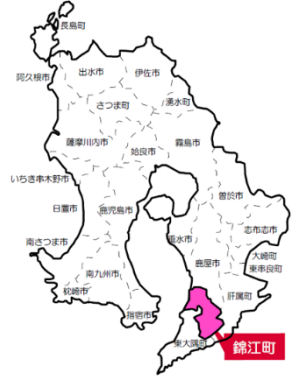 長島町
阿久根市
出水市
伊佐市
さつま町
湧水町
薩摩川内市
姶良市
霧島市
いちき串木野市
曽於市
日置市
鹿児島市
志布志市
垂水市
南さつま市
大崎町
東串良町
鹿屋市
南九州市
肝属町
枕崎市
指宿市
東大隅町
錦江町